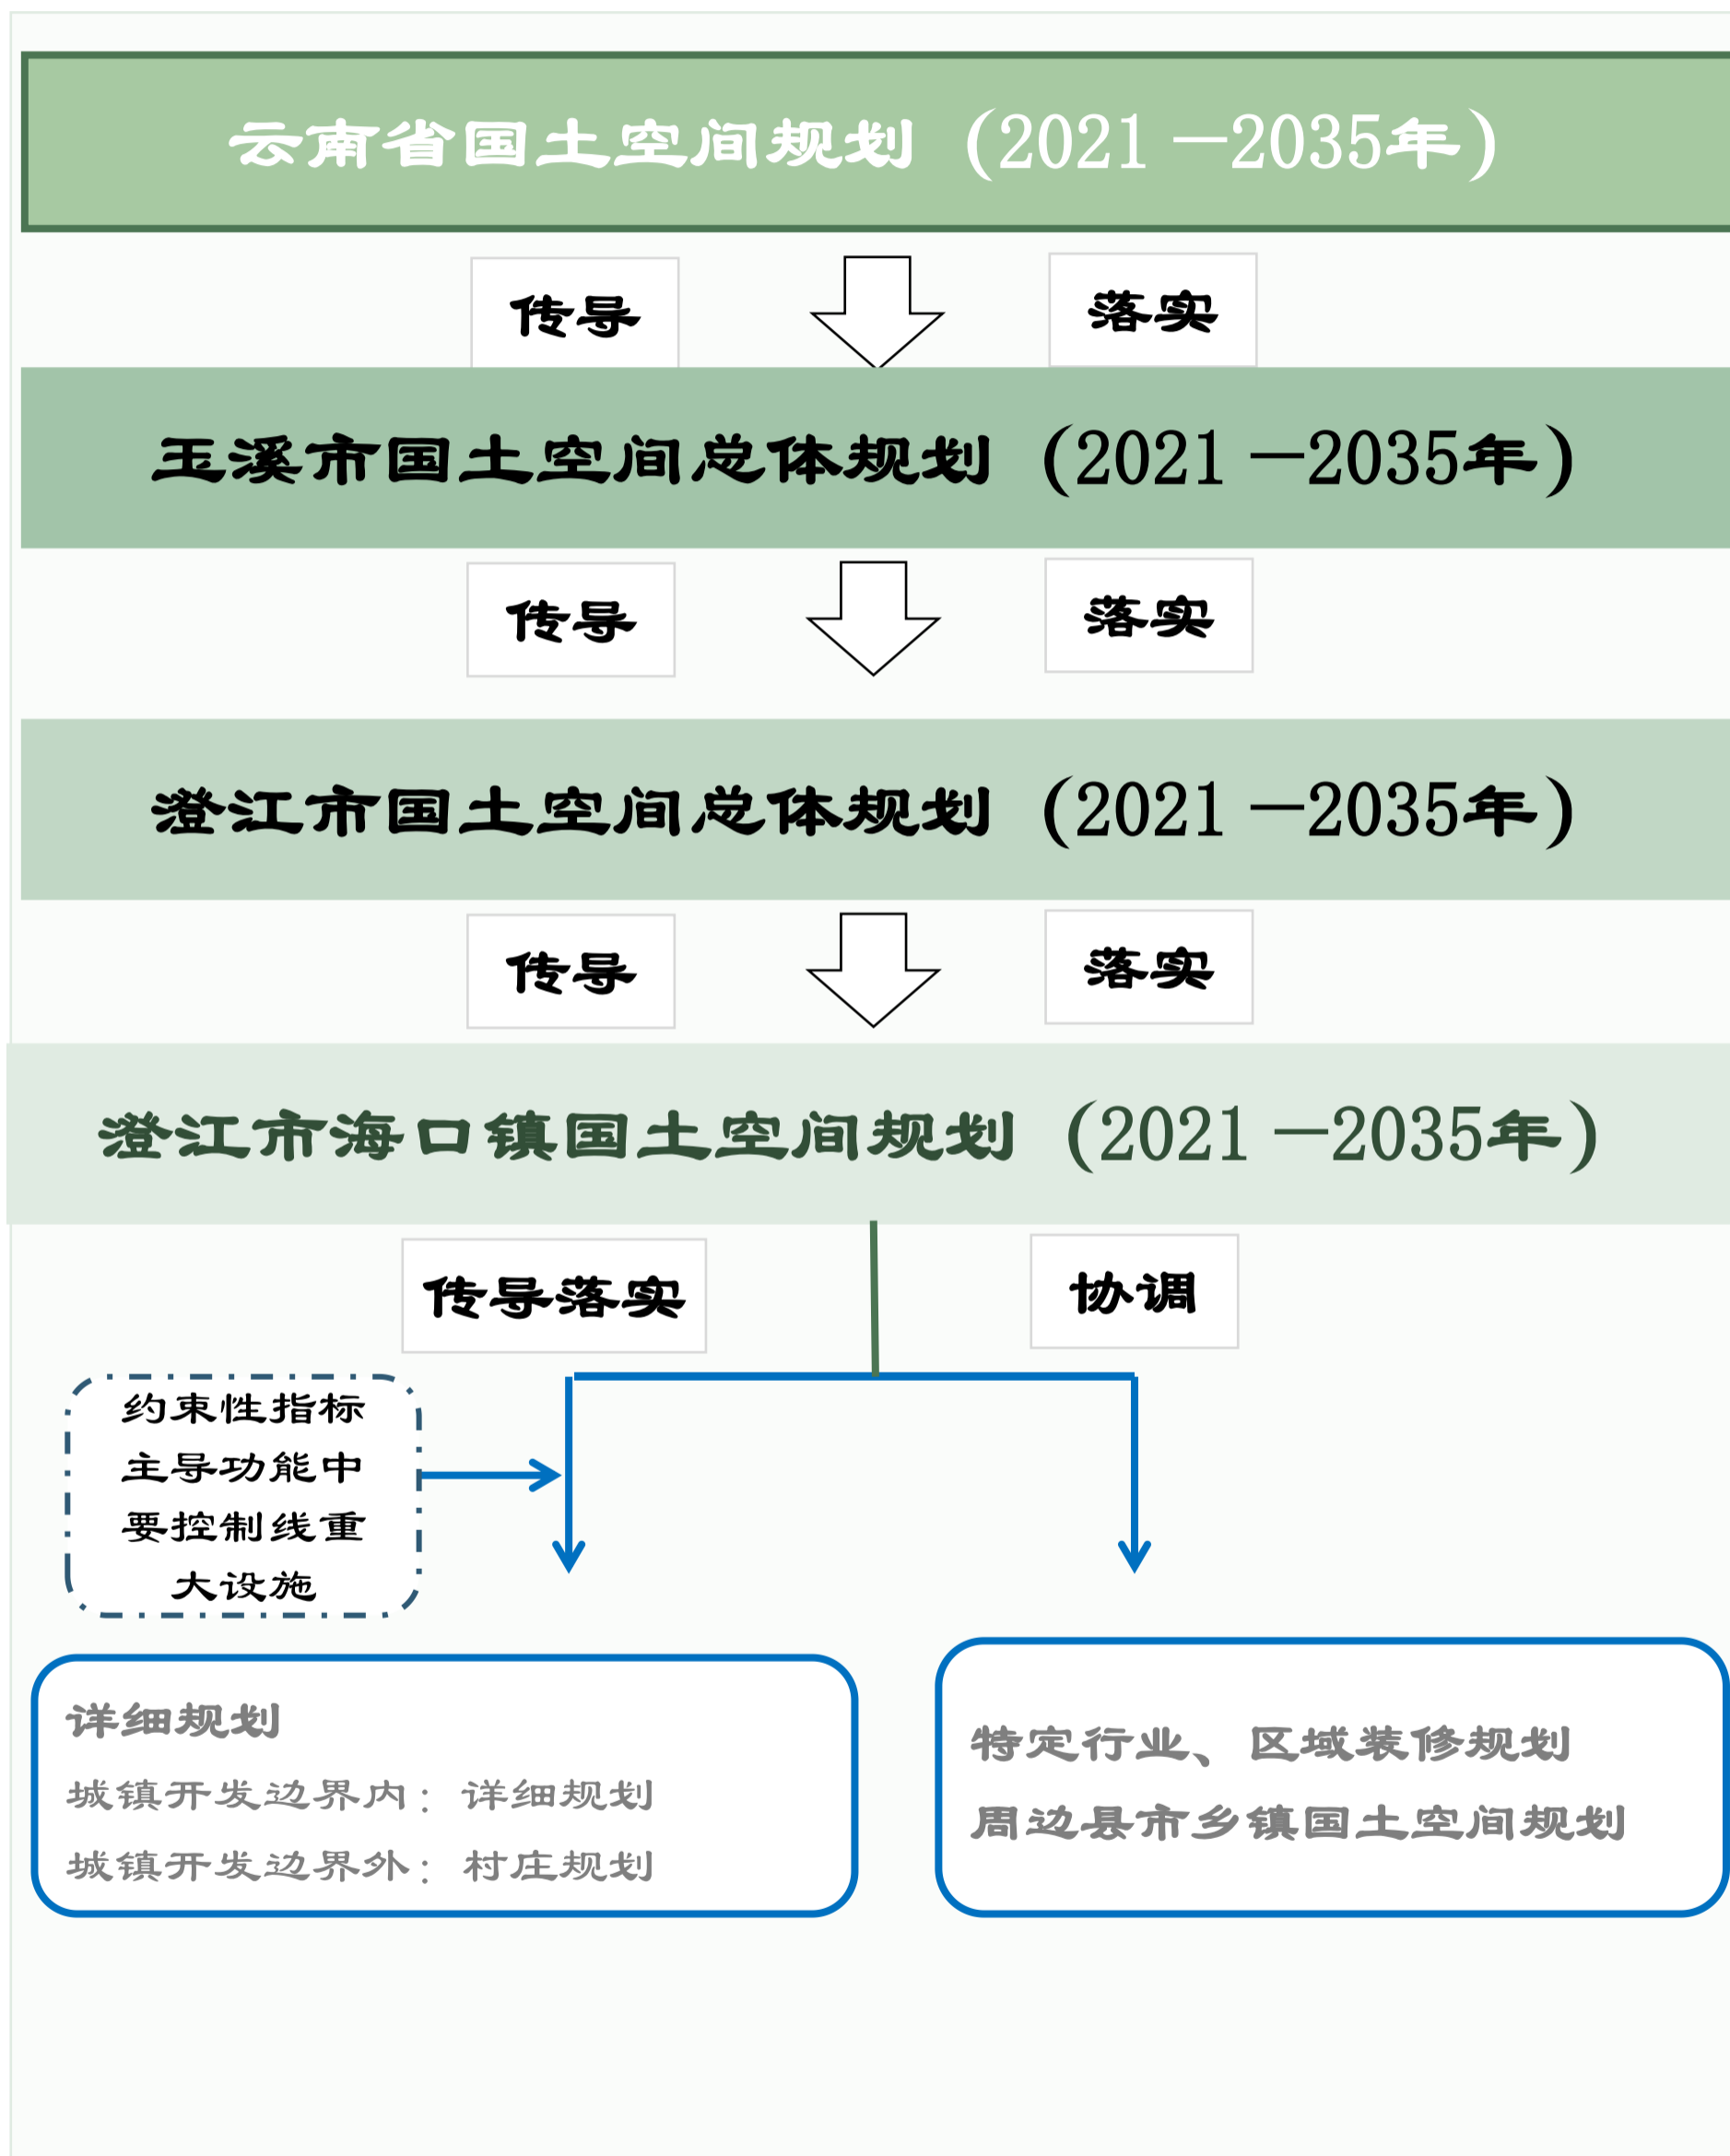 云南省国土空间规划（2021—2035年）
传导
落实
玉溪市国土空间总体规划（2021—2035年）
传导
落实
澄江市国土空间总体规划（2021—2035年）
传导
落实
澄江市海口镇国土空间规划（2021—2035年）
传导落实
协调
约束性指标
主导功能中
要控制线重
大设施
详细规划
城镇开发边界内：详细规划
城镇开发边界外：村庄规划
特定行业、区域装修规划
周边县市乡镇国土空间规划